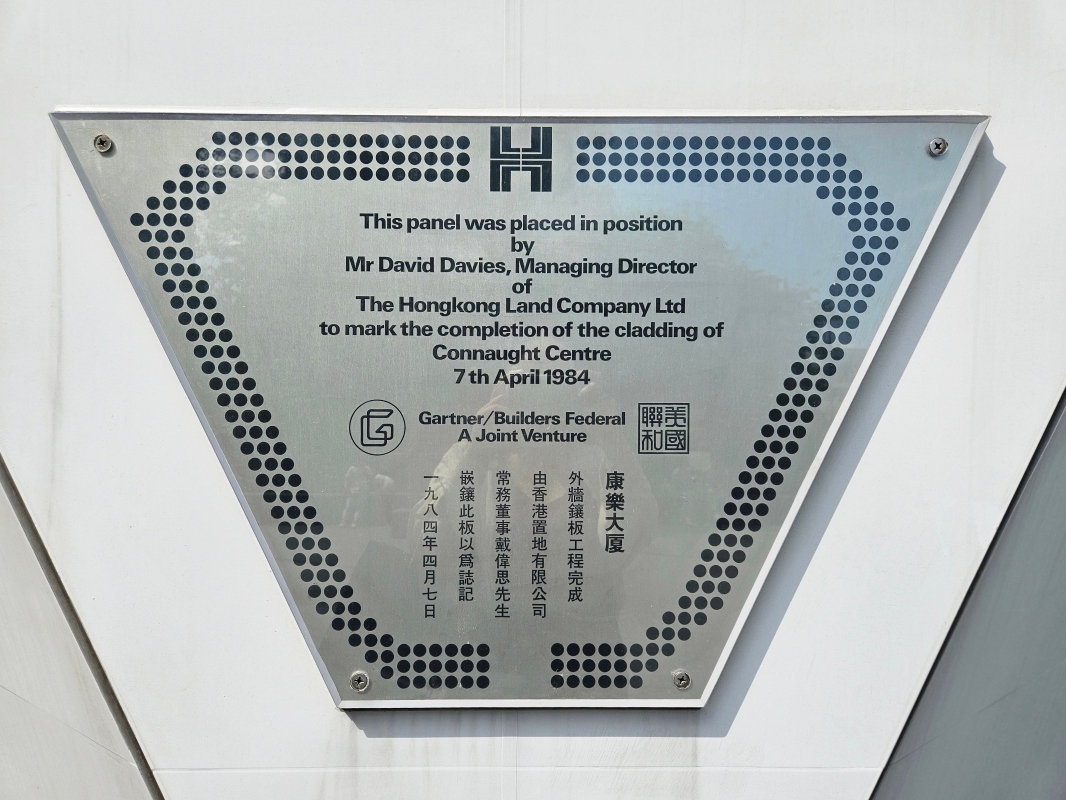 This panel was placed in position
by
Mr David Davies, Managing Director
of
The Hongkong Land Company Ltd
to mark the completion of the cladding of
Connaught Centre
7th April 1984
Gartner/Builders Federal
A Joint Venture
美國
聯和
康樂大廈
外牆鑲板工程完成
由香港置地有限公司
常務董事戴偉思先生
嵌鑲此板以爲誌記
一九八四年四月七日